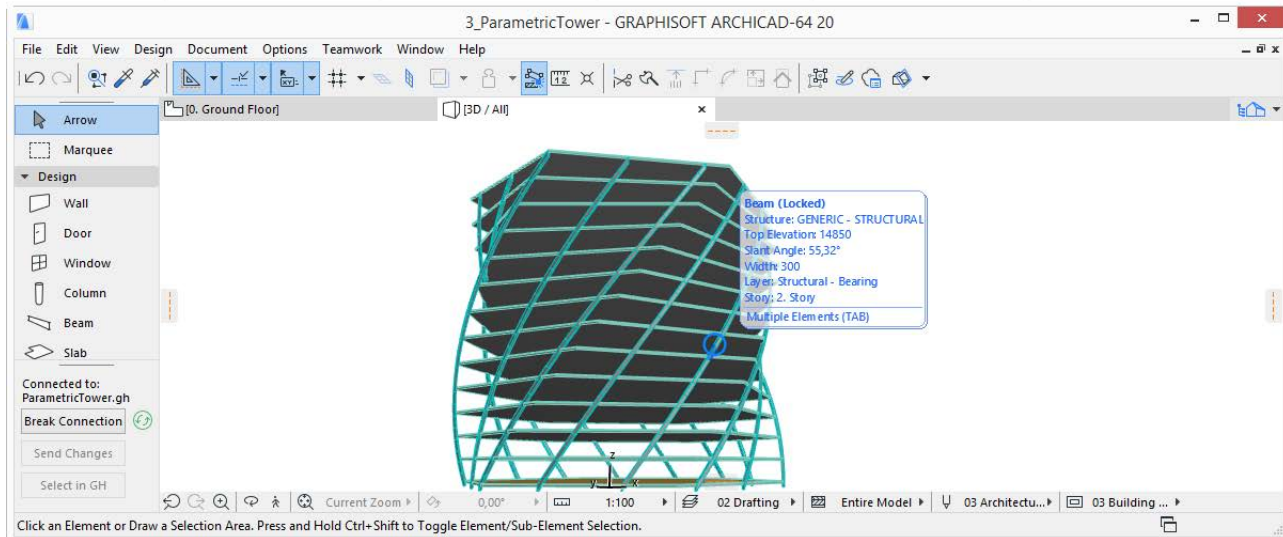 3_ParametricTower - GRAPHISOFT ARCHICAD-64 20
File Edit View Design Document Options Teamwork Window Help
[0. Ground Floor]
[3D / All]
Arrow
Marquee
Design
Wall
Door
Window
Column
Beam
Slab
Connected to:
ParametricTower.gh
Break Connection
Send Changes
Select in GH
Beam (Locked)
Structure: GENERIC - STRUCTURAL
Top Elevation: 14850
Slant Angle: 55,32°
Width: 300
Layer: Structural - Bearing
Story: 2. Story
Multiple Elements (TAB)
z
y
x
Current Zoom 0,00° 1:100 02 Drafting Entire Model 03 Architectu... 03 Building ...
Click an Element or Draw a Selection Area. Press and Hold Ctrl+Shift to Toggle Element/Sub-Element Selection.